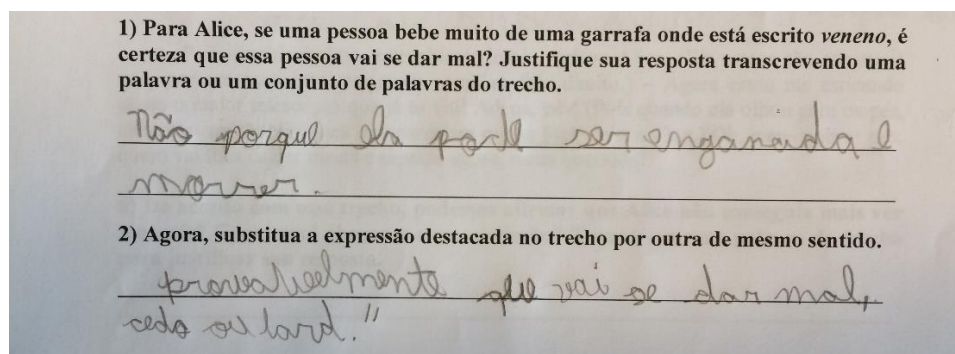 1) Para Alice, se uma pessoa bebe muito de uma garrafa onde está escrito veneno, é
certeza que essa pessoa vai se dar mal? Justifique sua resposta transcrevendo uma
palavra ou um conjunto de palavras do trecho.
Não porque ela pode ser enganada e
morrer.
2) Agora, substitua a expressão destacada no trecho por outra de mesmo sentido.
que vai se dar mal,
cedo ou tard."